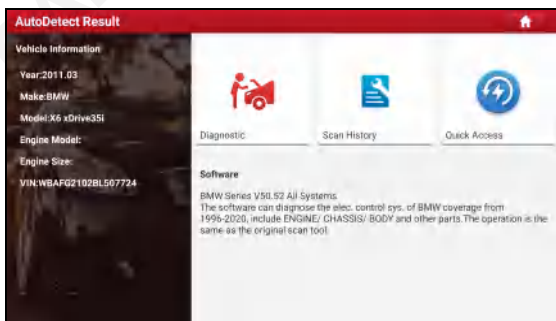 AutoDetect Result
Vehicle Information
Year:2011.03
Make:BMW
Model:X6 xDrive35i
Engine Model:
Engine Size:
VIN:WBAFG2102BL507724
Diagnostic
Scan History
Quick Access
Software
BMW Series V50.52 All Systems
The software can diagnose the elec. control sys. of BMW coverage from
1996-2020, include ENGINE/ CHASSIS/ BODY and other parts.The operation is the
same as the original scan tool.